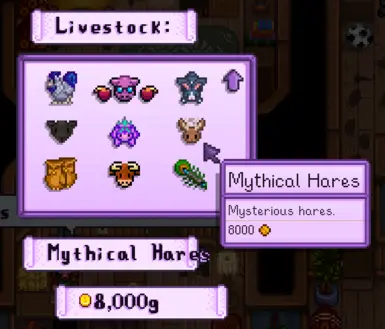 Livestock:
Mythical Hares
Mysterious hares.
8000
s
Mythical Hares
8,000g